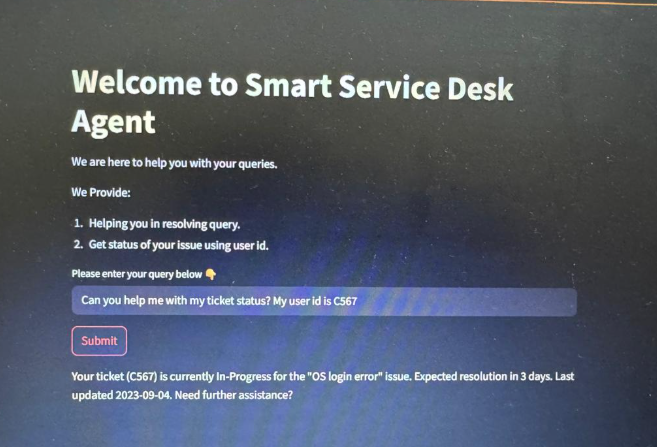 Welcome to Smart Service Desk
Agent
We are here to help you with your queries.
We Provide:
1. Helping you in resolving query.
2. Get status of your issue using user id.
Please enter your query below 👇
Can you help me with my ticket status? My user id is C567
Submit
Your ticket (C567) is currently In-Progress for the "OS login error" issue. Expected resolution in 3 days. Last
updated 2023-09-04. Need further assistance?